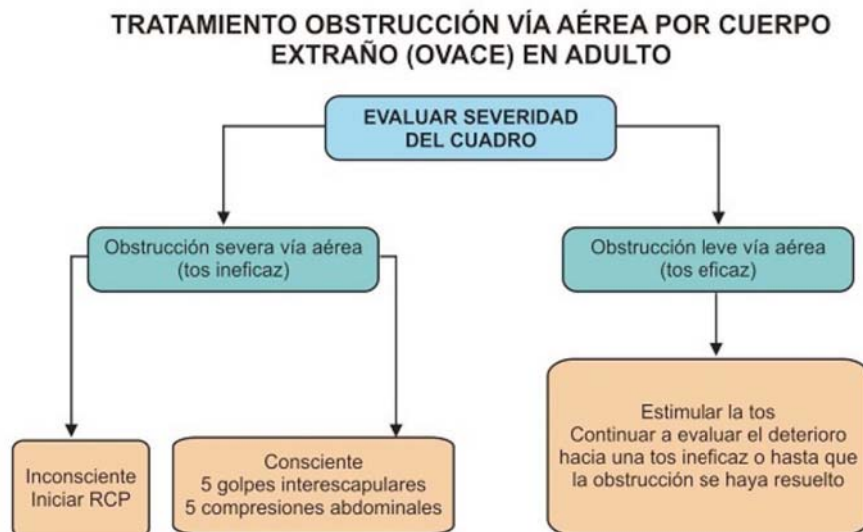 TRATAMIENTO OBSTRUCCIÓN VÍA AÉREA POR CUERPO
EXTRAÑO (OVACE) EN ADULTO
EVALUAR SEVERIDAD
DEL CUADRO
Obstrucción severa vía aérea
(tos ineficaz)
Obstrucción leve vía aérea
(tos eficaz)
Inconsciente
Iniciar RCP
Consciente
5 golpes interescapulares
5 compresiones abdominales
Estimular la tos
Continuar a evaluar el deterioro
hacia una tos ineficaz o hasta que
la obstrucción se haya resuelto